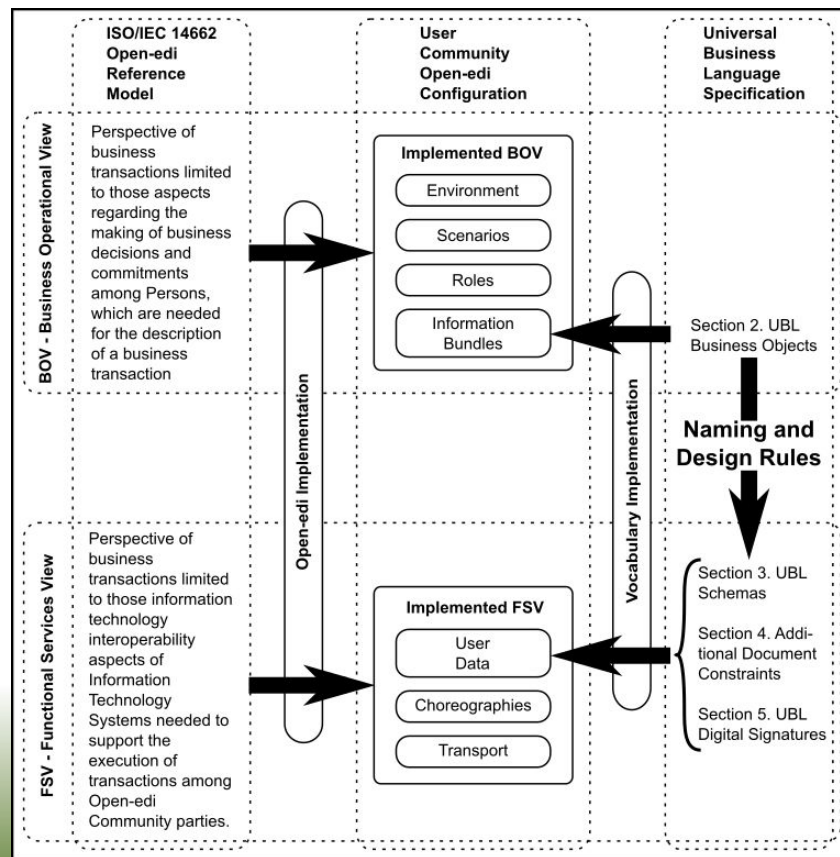 ISO/IEC 14662
Open-edi
Reference
Model
User
Community
Open-edi
Configuration
Universal
Business
Language
Specification
BOV - Business Operational View
Perspective of
business
transactions limited
to those aspects
regarding the
making of business
decisions and
commitments
among Persons,
which are needed
for the description
of a business
transaction
Open-edi Implementation
Implemented BOV
Environment
Scenarios
Roles
Information
Bundles
Vocabulary Implementation
Section 2. UBL
Business Objects
Naming and
Design Rules
FSV - Functional Services View
Perspective of
business
transactions limited
to those information
technology
interoperability
aspects of
Information
Technology
Systems needed to
support the
execution of
transactions among
Open-edi
Community parties.
Implemented FSV
User
Data
Choreographies
Transport
Section 3. UBL
Schemas
Section 4. Addi-
tional Document
Constraints
Section 5. UBL
Digital Signatures